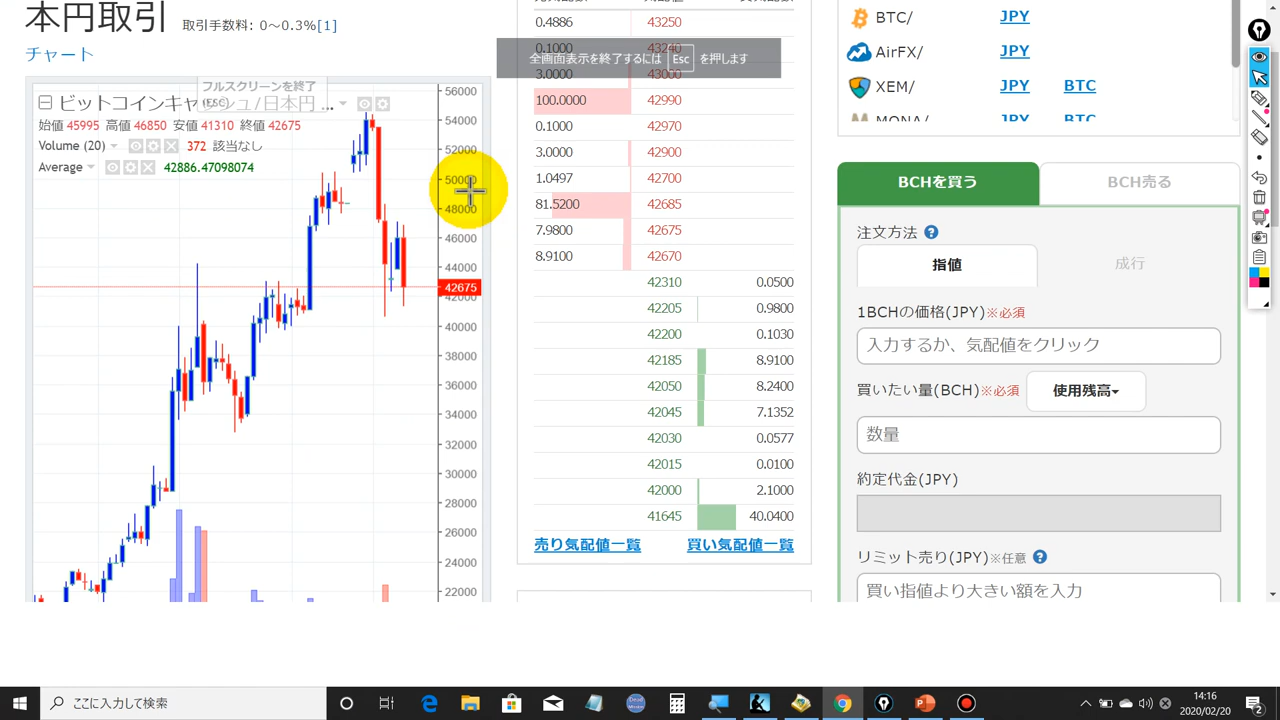 本円取引 取引手数料: 0～0.3%[1]
チャート
フルスクリーンを終了
(ESC)
ビットコインキャッシュ/日本円 ...
始値 45995 高値 46850 安値 41310 終値 42675
Volume (20) 372 該当なし
Average 42886.47098074
56000
54000
52000
50000
48000
46000
44000
42675
42000
40000
38000
36000
34000
32000
30000
28000
26000
24000
22000
全画面表示を終了するには Esc を押します
0.4886 43250
0.1000 43240
3.0000 43000
100.0000 42990
0.1000 42970
3.0000 42900
1.0497 42700
81.5200 42685
7.9800 42675
8.9100 42670
42310 0.0500
42205 0.9800
42200 0.1030
42185 8.9100
42050 8.2400
42045 7.1352
42030 0.0577
42015 0.0100
42000 2.1000
41645 40.0400
売り気配値一覧 買い気配値一覧
BTC/ JPY
AirFX/ JPY
XEM/ JPY BTC
MONA/ JPY BTC
BCHを買う BCH売る
注文方法
指値 成行
1BCHの価格(JPY)※必須
入力するか、気配値をクリック
買いたい量(BCH)※必須 使用残高
数量
約定代金(JPY)
リミット売り(JPY)※任意
買い指値より大きい額を入力
ここに入力して検索
14:16
2020/02/20